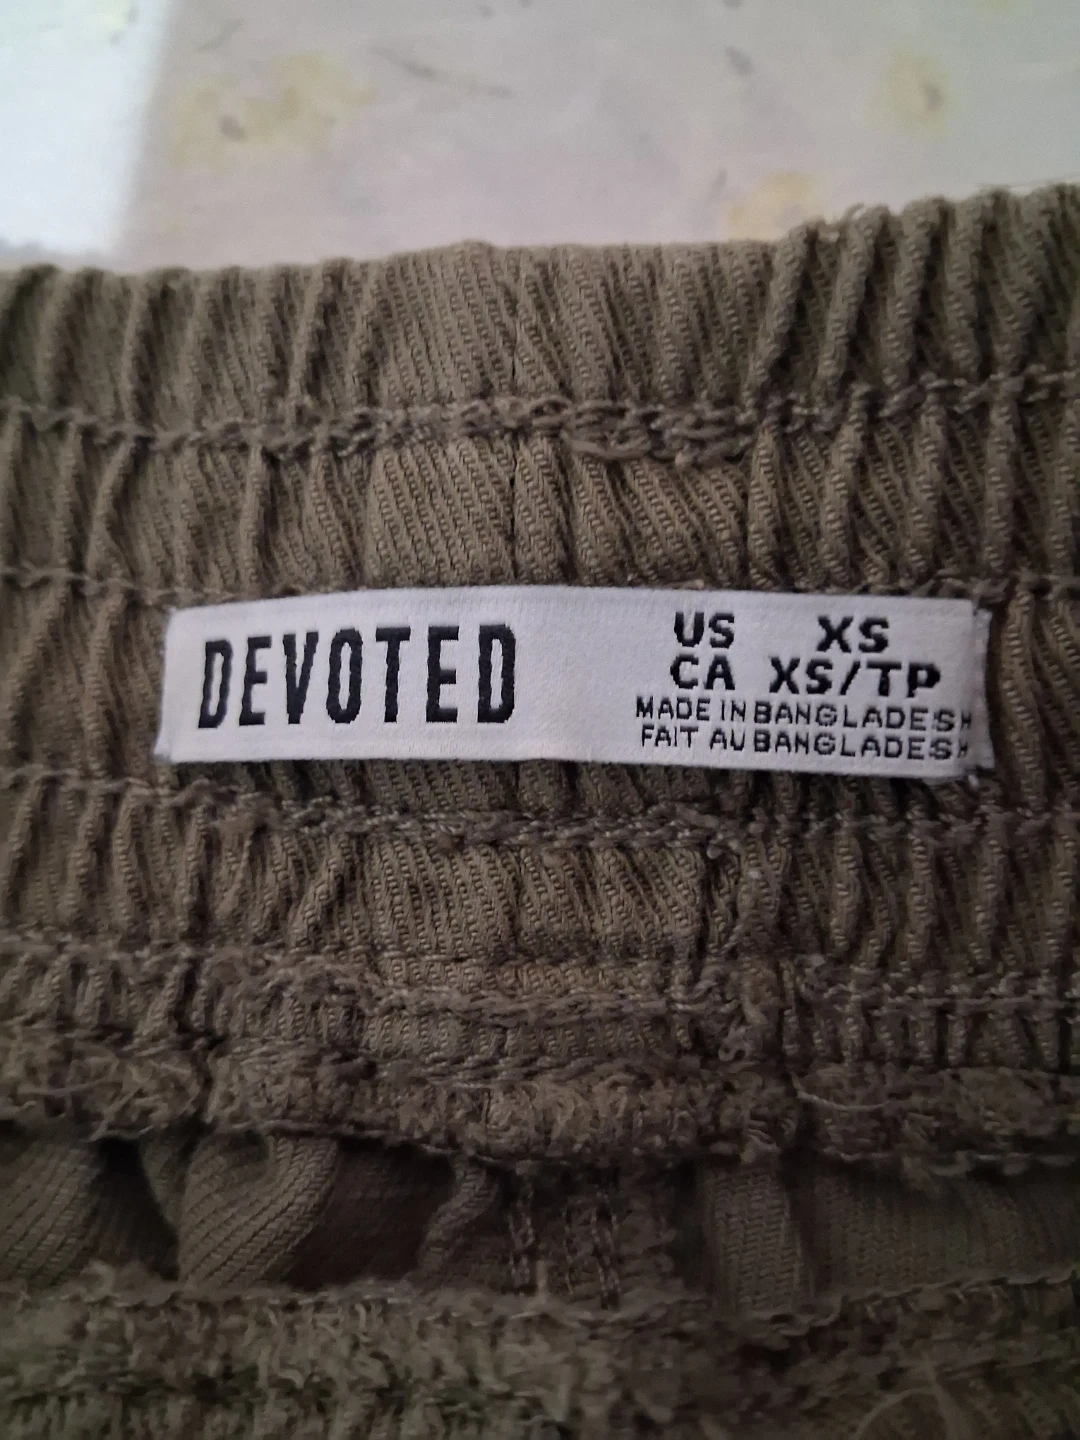 DEVOTED
US XS
CA XS/TP
MADE IN BANGLADESH
FAIT AU BANGLADESH